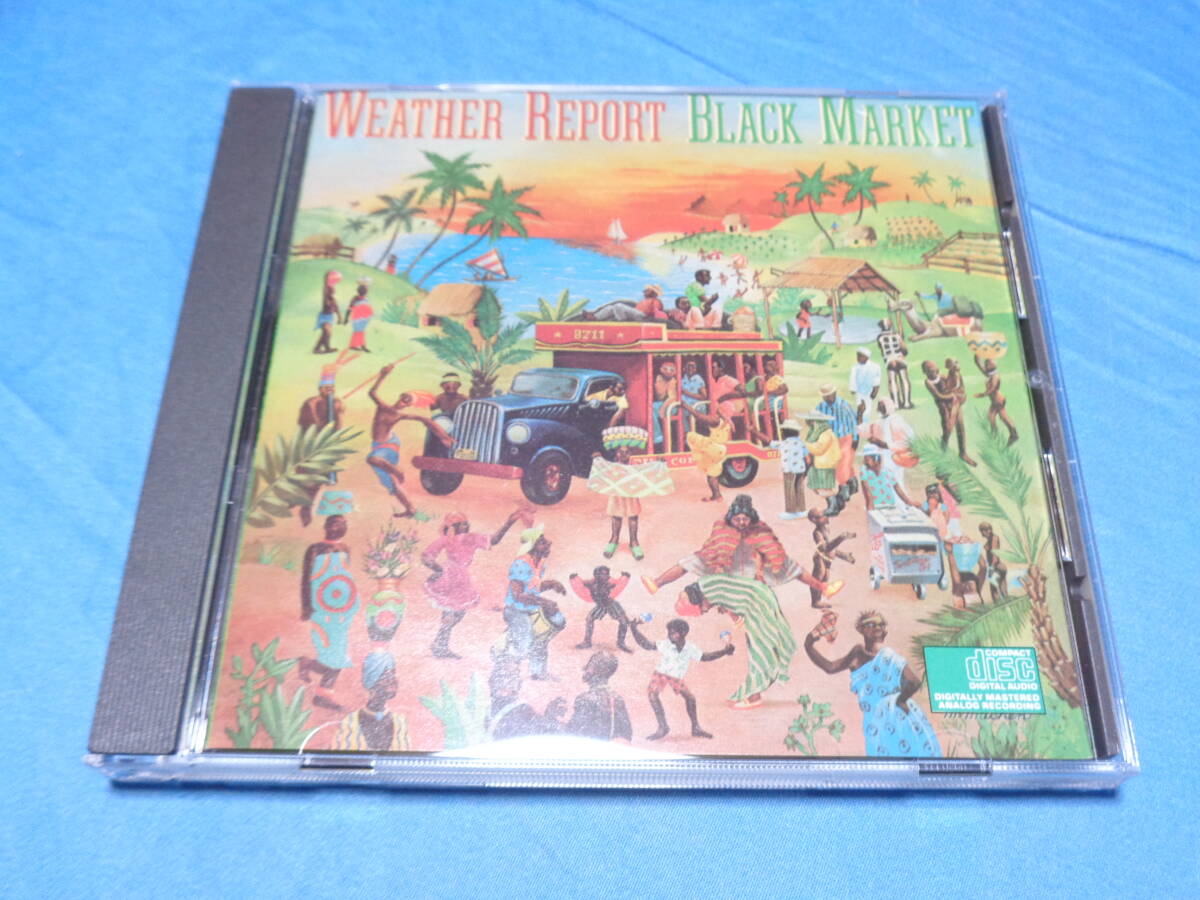 WEATHER REPORT BLACK MARKET
8711
COMPACT
disc
DIGITAL AUDIO
DIGITALLY MASTERED
ANALOG RECORDING